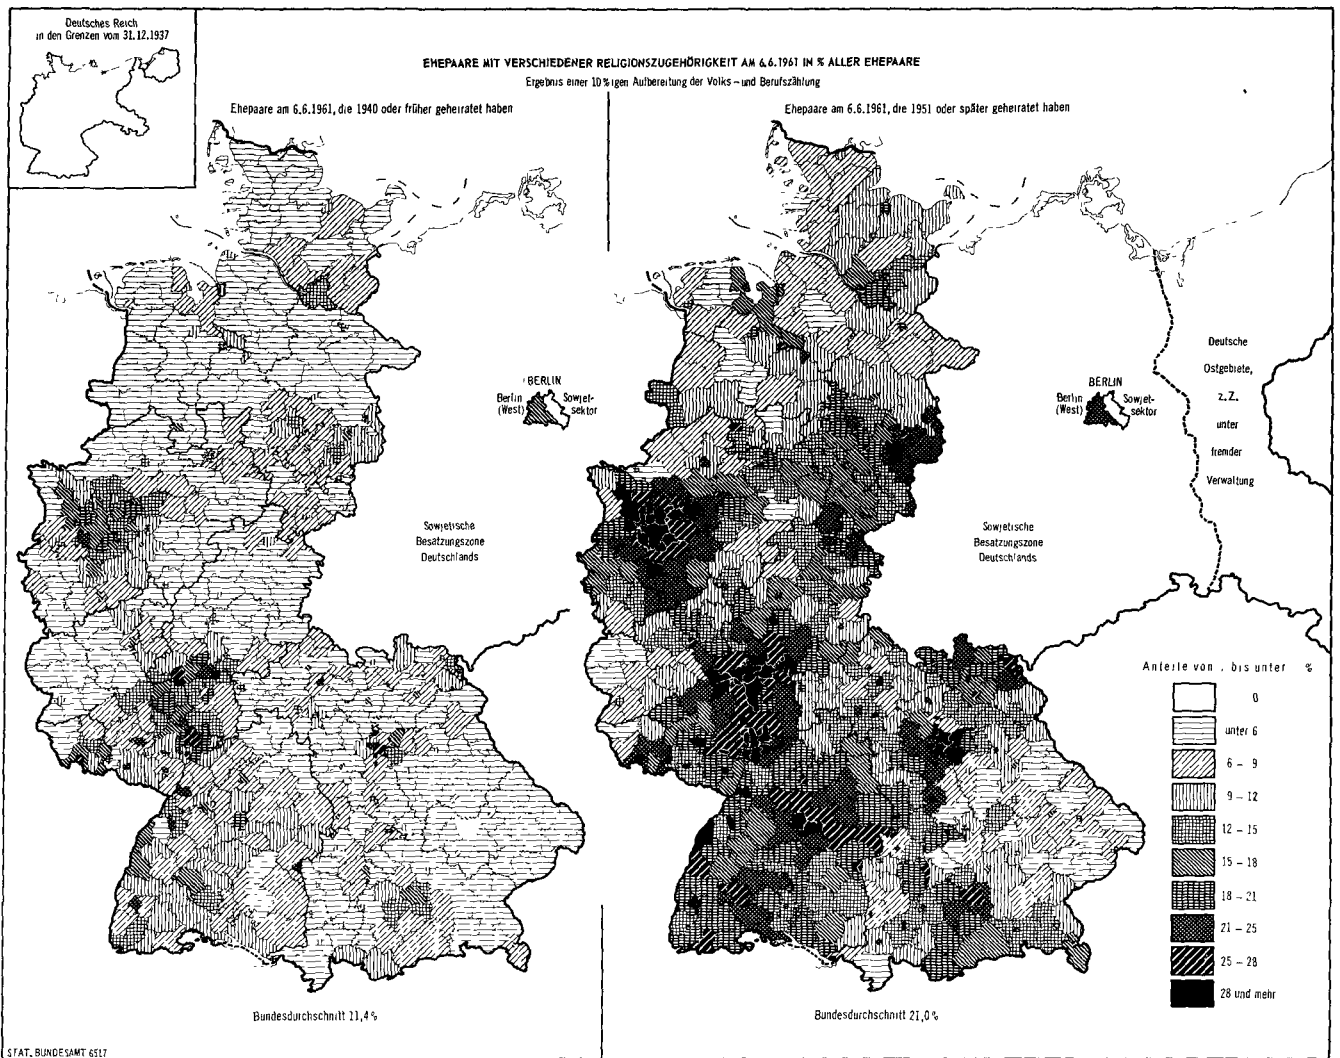 Deutsches Reich
in den Grenzen vom 31.12.1937
EHEPAARE MIT VERSCHIEDENER RELIGIONSZUGEHÖRIGKEIT AM 6.6.1961 IN % ALLER EHEPAARE
Ergebnis einer 10%igen Aufbereitung der Volks- und Berufszählung
Ehepaare am 6.6.1961, die 1940 oder früher geheiratet haben
Ehepaare am 6.6.1961, die 1951 oder später geheiratet haben
BERLIN
Berlin
(West)
Sowjet-
sektor
Sowjetische
Besatzungszone
Deutschlands
Bundesdurchschnitt 11,4%
BERLIN
Berlin
(West)
Sowjet-
sektor
Sowjetische
Besatzungszone
Deutschlands
Deutsche
Ostgebiete,
z.Z.
unter
fremder
Verwaltung
Bundesdurchschnitt 21,0%
Anteile von . bis unter %
0
unter 6
6 – 9
9 – 12
12 – 15
15 – 18
18 – 21
21 – 25
25 – 28
28 und mehr
STAT. BUNDESAMT 6517